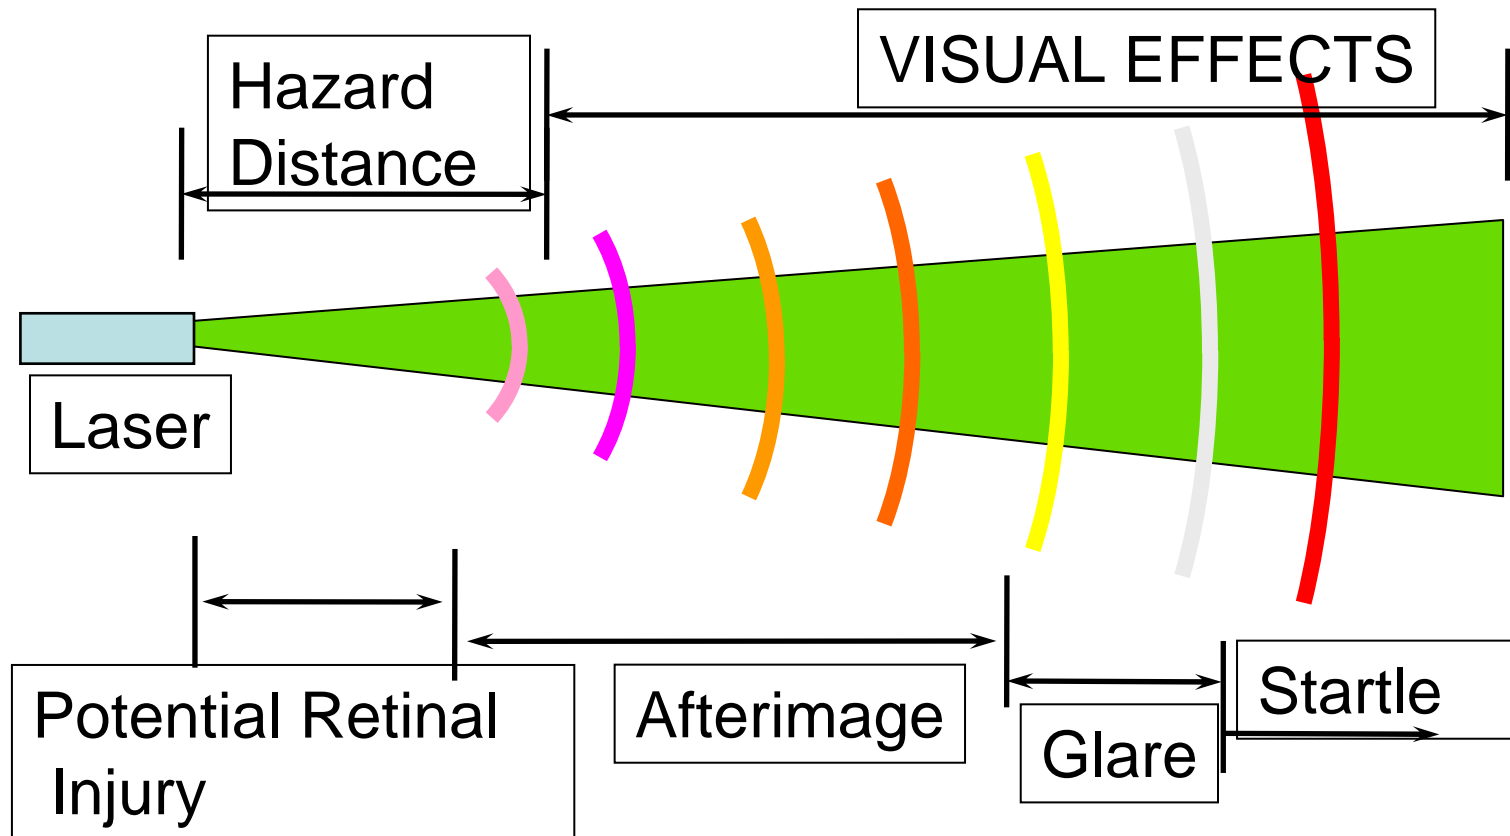 VISUAL EFFECTS
Hazard
Distance
Laser
Potential Retinal
Injury
Afterimage
Glare
Startle